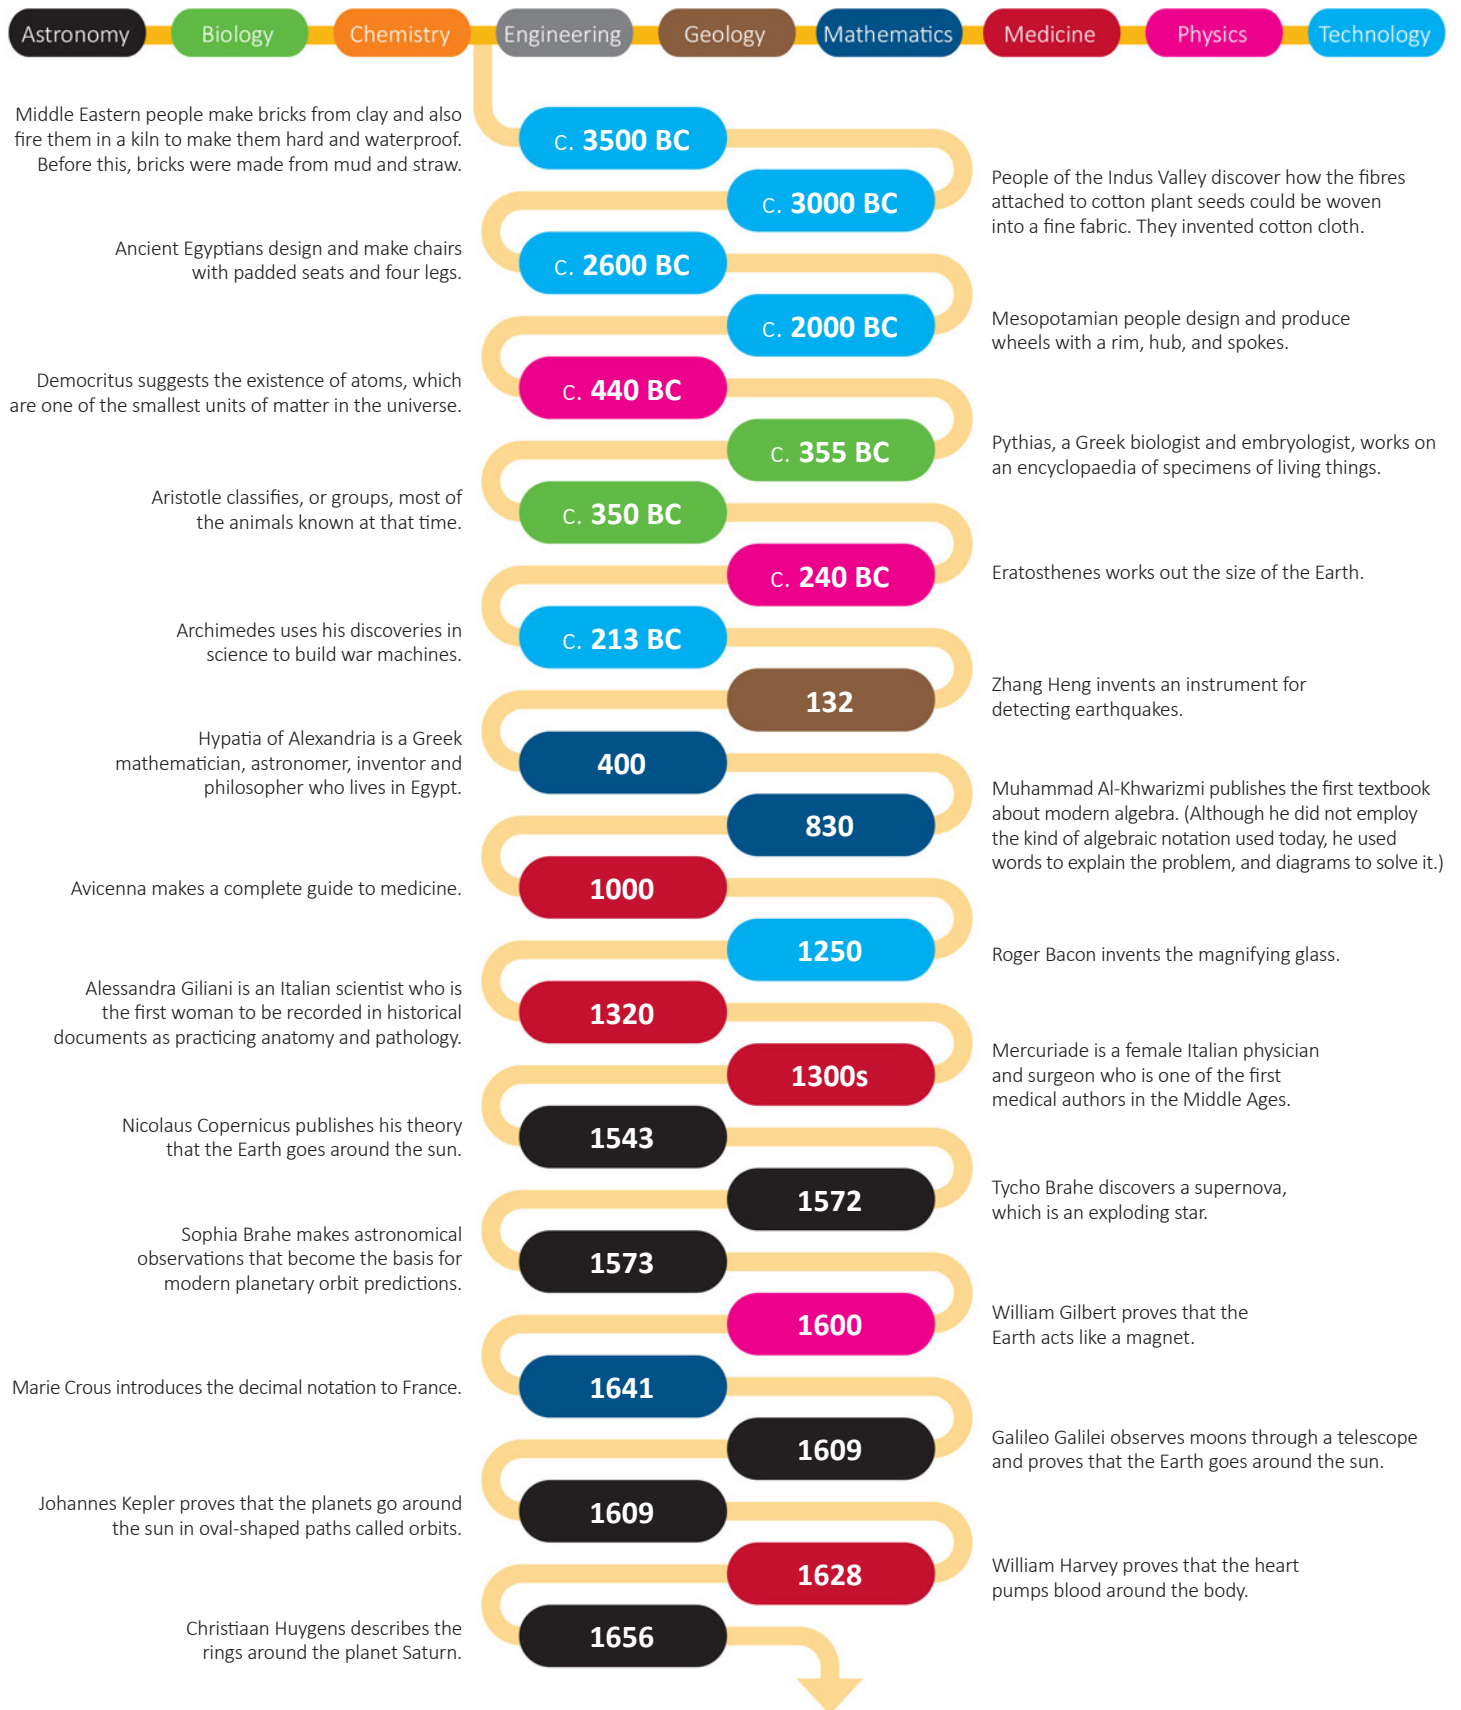 Astronomy Biology Chemistry Engineering Geology Mathematics Medicine Physics Technology
Middle Eastern people make bricks from clay and also
fire them in a kiln to make them hard and waterproof.
Before this, bricks were made from mud and straw.
c. 3500 BC
c. 3000 BC
People of the Indus Valley discover how the fibres
attached to cotton plant seeds could be woven
into a fine fabric. They invented cotton cloth.
Ancient Egyptians design and make chairs
with padded seats and four legs.
c. 2600 BC
c. 2000 BC
Mesopotamian people design and produce
wheels with a rim, hub, and spokes.
Democritus suggests the existence of atoms, which
are one of the smallest units of matter in the universe.
c. 440 BC
c. 355 BC
Pythias, a Greek biologist and embryologist, works on
an encyclopaedia of specimens of living things.
Aristotle classifies, or groups, most of
the animals known at that time.
c. 350 BC
c. 240 BC
Eratosthenes works out the size of the Earth.
Archimedes uses his discoveries in
science to build war machines.
c. 213 BC
132
Zhang Heng invents an instrument for
detecting earthquakes.
Hypatia of Alexandria is a Greek
mathematician, astronomer, inventor and
philosopher who lives in Egypt.
400
830
Muhammad Al-Khwarizmi publishes the first textbook
about modern algebra. (Although he did not employ
the kind of algebraic notation used today, he used
words to explain the problem, and diagrams to solve it.)
Avicenna makes a complete guide to medicine.
1000
1250
Roger Bacon invents the magnifying glass.
Alessandra Giliani is an Italian scientist who is
the first woman to be recorded in historical
documents as practicing anatomy and pathology.
1320
1300s
Mercuriade is a female Italian physician
and surgeon who is one of the first
medical authors in the Middle Ages.
Nicolaus Copernicus publishes his theory
that the Earth goes around the sun.
1543
1572
Tycho Brahe discovers a supernova,
which is an exploding star.
Sophia Brahe makes astronomical
observations that become the basis for
modern planetary orbit predictions.
1573
1600
William Gilbert proves that the
Earth acts like a magnet.
Marie Crous introduces the decimal notation to France.
1641
1609
Galileo Galilei observes moons through a telescope
and proves that the Earth goes around the sun.
Johannes Kepler proves that the planets go around
the sun in oval-shaped paths called orbits.
1609
1628
William Harvey proves that the heart
pumps blood around the body.
Christiaan Huygens describes the
rings around the planet Saturn.
1656